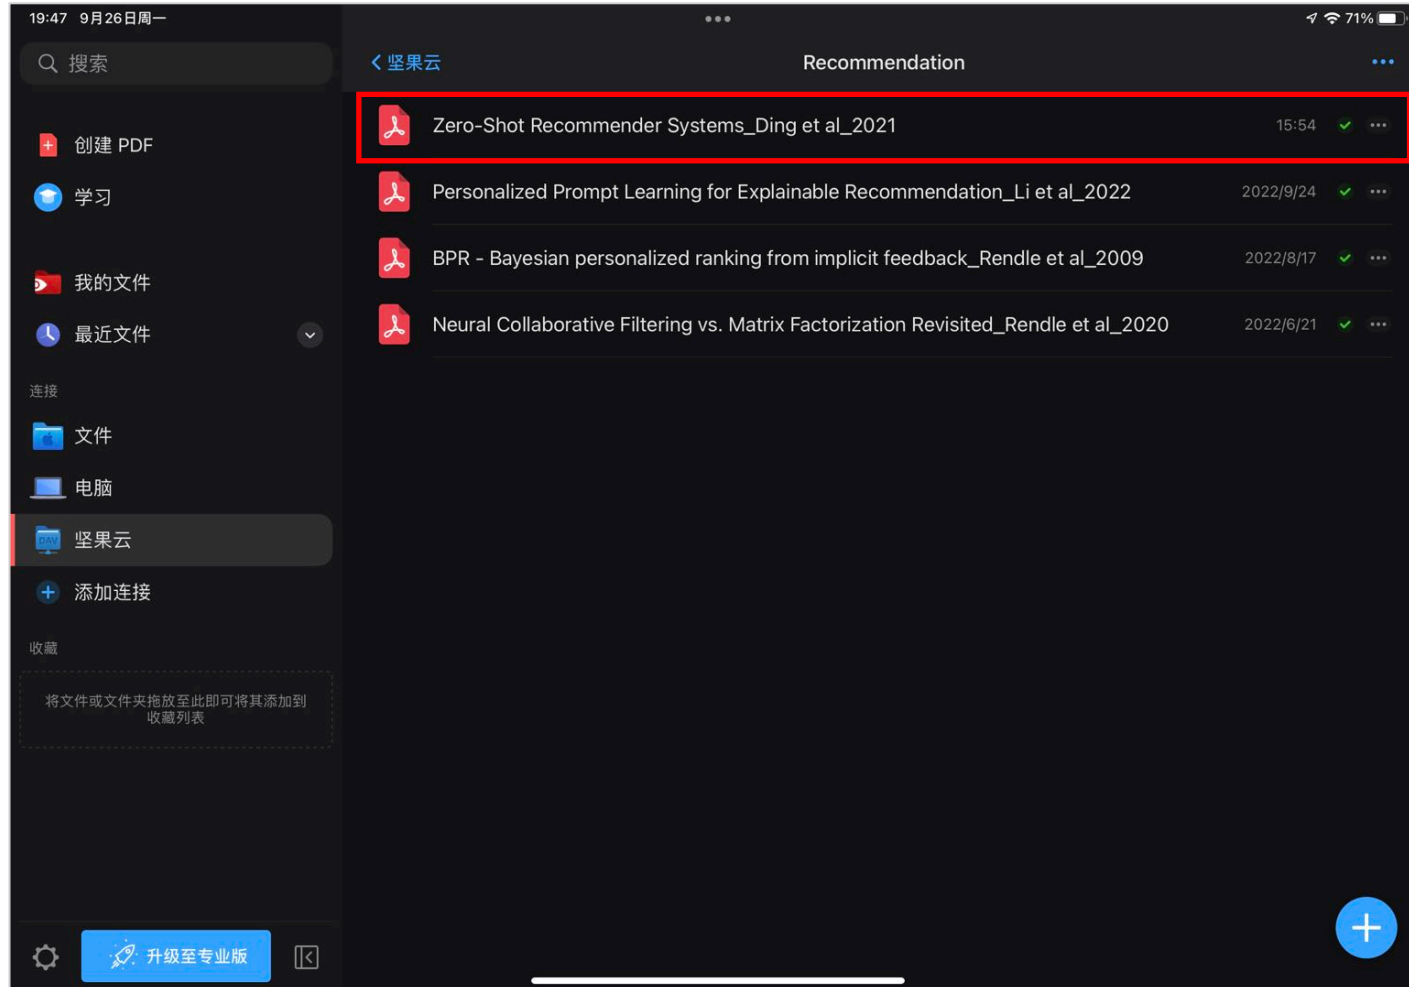 19:47 9月26日周一
71%
搜索
坚果云
Recommendation
创建 PDF
学习
我的文件
最近文件
连接
文件
电脑
DAV
坚果云
添加连接
收藏
将文件或文件夹拖放至此即可将其添加到
收藏列表
升级至专业版
Zero-Shot Recommender Systems_Ding et al_2021 15:54
Personalized Prompt Learning for Explainable Recommendation_Li et al_2022 2022/9/24
BPR - Bayesian personalized ranking from implicit feedback_Rendle et al_2009 2022/8/17
Neural Collaborative Filtering vs. Matrix Factorization Revisited_Rendle et al_2020 2022/6/21